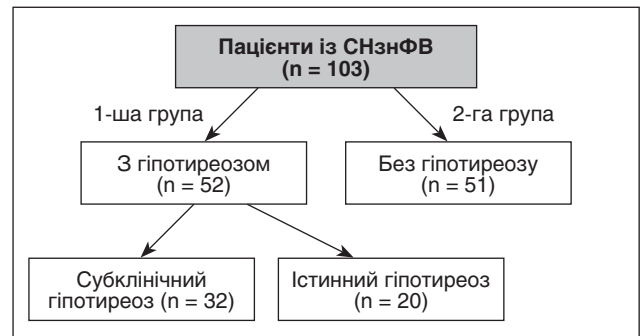 Пацієнти із СНзнФВ
(n = 103)
1-ша група
2-га група
З гіпотиреозом
(n = 52)
Без гіпотиреозу
(n = 51)
Субклінічний
гіпотиреоз (n = 32)
Істинний гіпотиреоз
(n = 20)